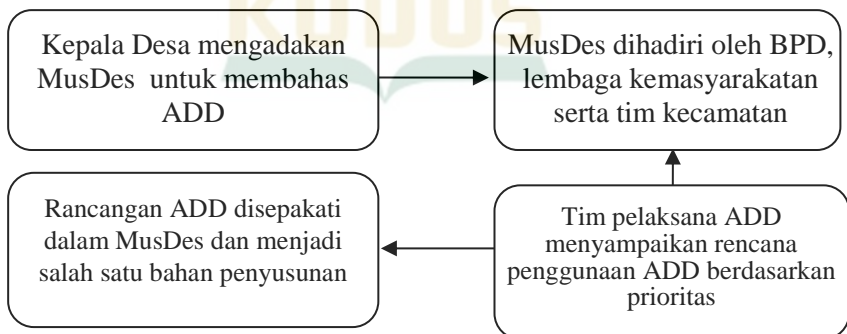 KUDUS
Kepala Desa mengadakan
MusDes untuk membahas
ADD
MusDes dihadiri oleh BPD,
lembaga kemasyarakatan
serta tim kecamatan
Rancangan ADD disepakati
dalam MusDes dan menjadi
salah satu bahan penyusunan
Tim pelaksana ADD
menyampaikan rencana
penggunaan ADD berdasarkan
prioritas